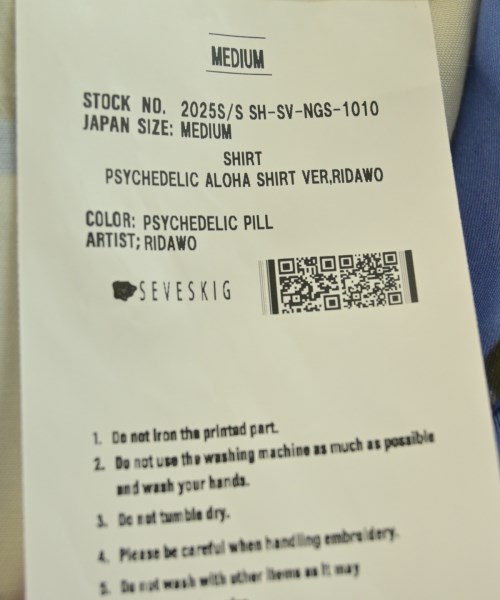 MEDIUM
STOCK NO. 2025S/S SH-SV-NGS-1010
JAPAN SIZE: MEDIUM
SHIRT
PSYCHEDELIC ALOHA SHIRT VER,RIDAWO
COLOR: PSYCHEDELIC PILL
ARTIST; RIDAWO
SEVESKIG
1. Do not iron the printed part.
2. Do not use the washing machine as much as possible
and wash your hands.
3. Do not tumble dry.
4. Please be careful when handling embroidery.
5. Do not wash with other items as it may